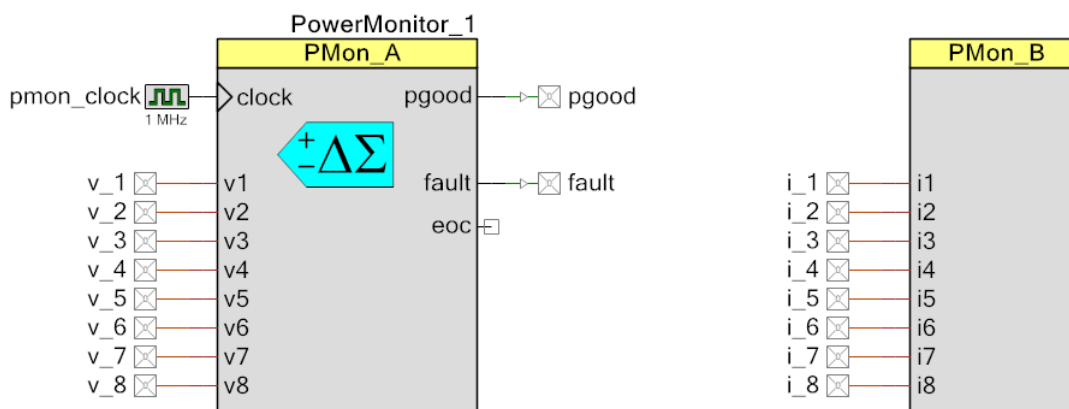 PowerMonitor_1
PMon_A
pmon_clock
1 MHz
clock
+
−ΔΣ
pgood
pgood
fault
fault
eoc
v_1 v1
v_2 v2
v_3 v3
v_4 v4
v_5 v5
v_6 v6
v_7 v7
v_8 v8
PMon_B
i_1 i1
i_2 i2
i_3 i3
i_4 i4
i_5 i5
i_6 i6
i_7 i7
i_8 i8